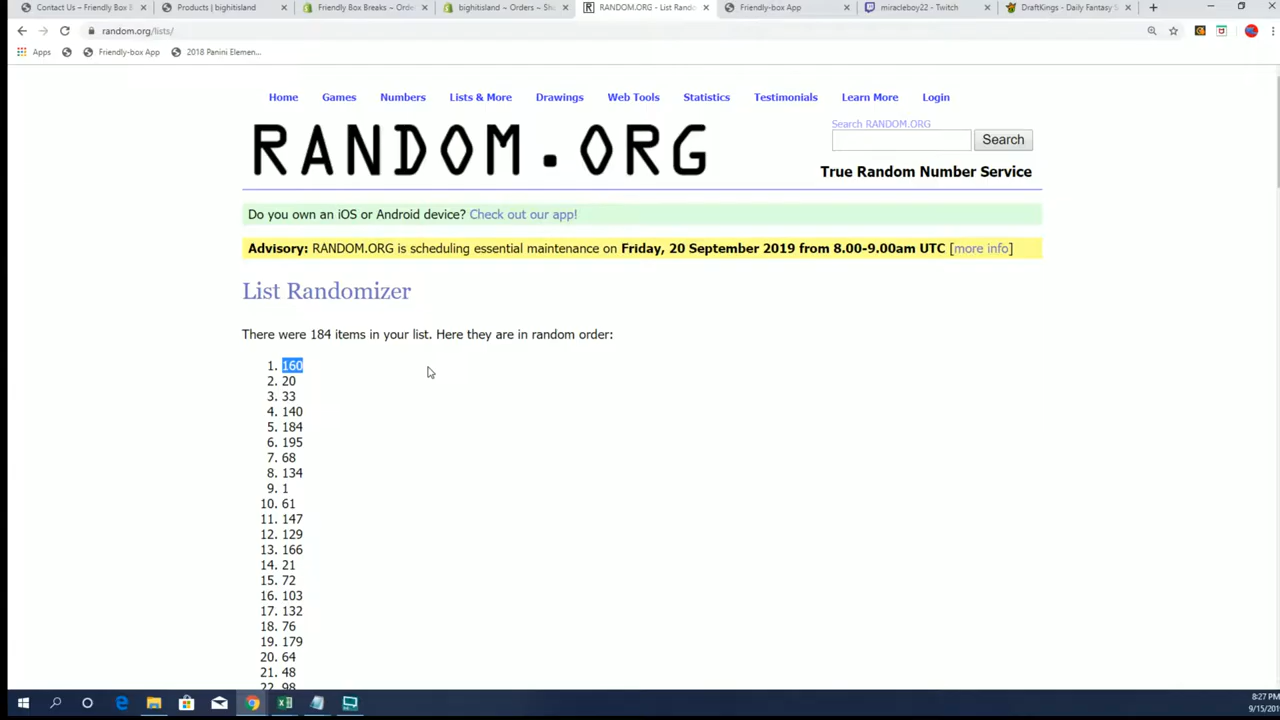 Contact Us – Friendly Box B
Products | bighitisland
Friendly Box Breaks ~ Orde
bighitisland ~ Orders ~ Sh
RANDOM.ORG - List Rando
Friendly-box App
miracleboy22 - Twitch
DraftKings - Daily Fantasy S
random.org/lists/
Apps
Friendly-box App
2018 Panini Elemen...
Home
Games
Numbers
Lists & More
Drawings
Web Tools
Statistics
Testimonials
Learn More
Login
RANDOM.ORG
Search RANDOM.ORG
Search
True Random Number Service
Do you own an iOS or Android device? Check out our app!
Advisory: RANDOM.ORG is scheduling essential maintenance on Friday, 20 September 2019 from 8.00-9.00am UTC [more info]
List Randomizer
There were 184 items in your list. Here they are in random order:
1. 160
2. 20
3. 33
4. 140
5. 184
6. 195
7. 68
8. 134
9. 1
10. 61
11. 147
12. 129
13. 166
14. 21
15. 72
16. 103
17. 132
18. 76
19. 179
20. 64
21. 48
22. 98
8:27 PM
9/15/201